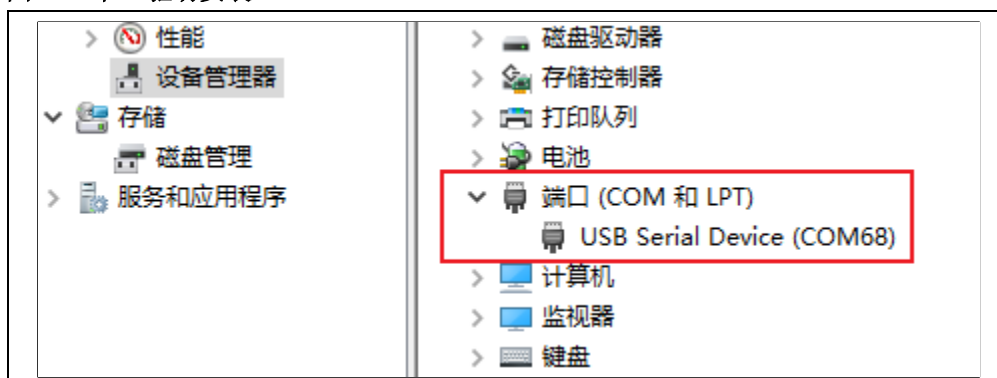 性能
设备管理器
存储
磁盘管理
服务和应用程序
磁盘驱动器
存储控制器
打印队列
电池
端口 (COM 和 LPT)
USB Serial Device (COM68)
计算机
监视器
键盘